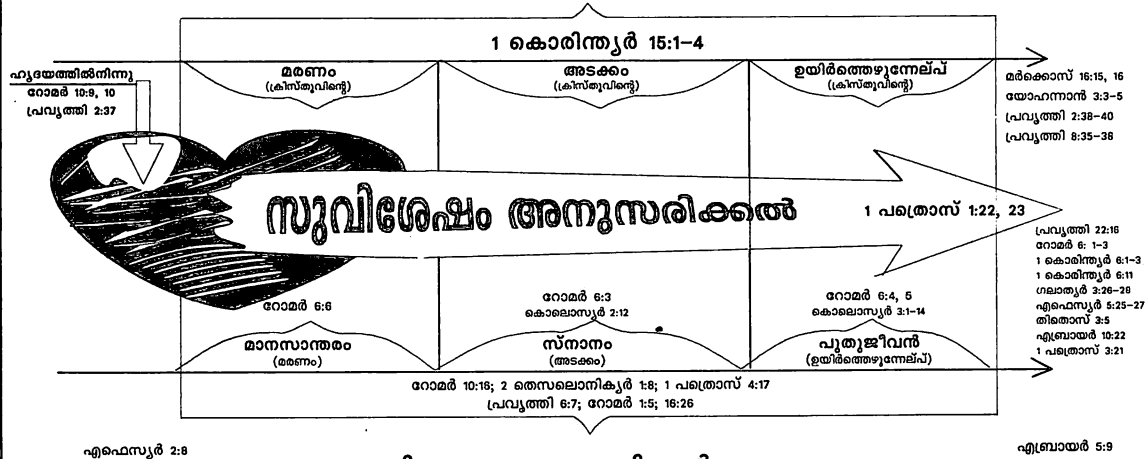 1 കൊരിന്ത്യർ 15:1-4
ഹൃദയത്തിൽനിന്നു
റോമർ 10:9, 10
പ്രവൃത്തി 2:37
മരണം
(ക്രിസ്തുവിന്റെ)
അടക്കം
(ക്രിസ്തുവിന്റെ)
ഉയിർത്തെഴുന്നേല്പ്
(ക്രിസ്തുവിന്റെ)
മർക്കൊസ് 16:15, 16
യോഹന്നാൻ 3:3-5
പ്രവൃത്തി 2:38-40
പ്രവൃത്തി 8:35-38
സുവിശേഷം അനുസരിക്കൽ
1 പത്രൊസ് 1:22, 23
പ്രവൃത്തി 22:16
റോമർ 6: 1-3
1 കൊരിന്ത്യർ 6:1-3
1 കൊരിന്ത്യർ 6:11
ഗലാത്യർ 3:26-28
എഫെസ്യർ 5:25-27
തിതൊസ് 3:5
എബ്രായർ 10:22
1 പത്രൊസ് 3:21
റോമർ 6:6
മാനസാന്തരം
(മരണം)
റോമർ 6:3
കൊലൊസ്യർ 2:12
സ്നാനം
(അടക്കം)
റോമർ 6:4, 5
കൊലൊസ്യർ 3:1-14
പുതുജീവൻ
(ഉയിർത്തെഴുന്നേല്പ്)
റോമർ 10:16; 2 തെസലൊനിക്യർ 1:8; 1 പത്രൊസ് 4:17
പ്രവൃത്തി 6:7; റോമർ 1:5; 16:26
എഫെസ്യർ 2:8
എബ്രായർ 5:9